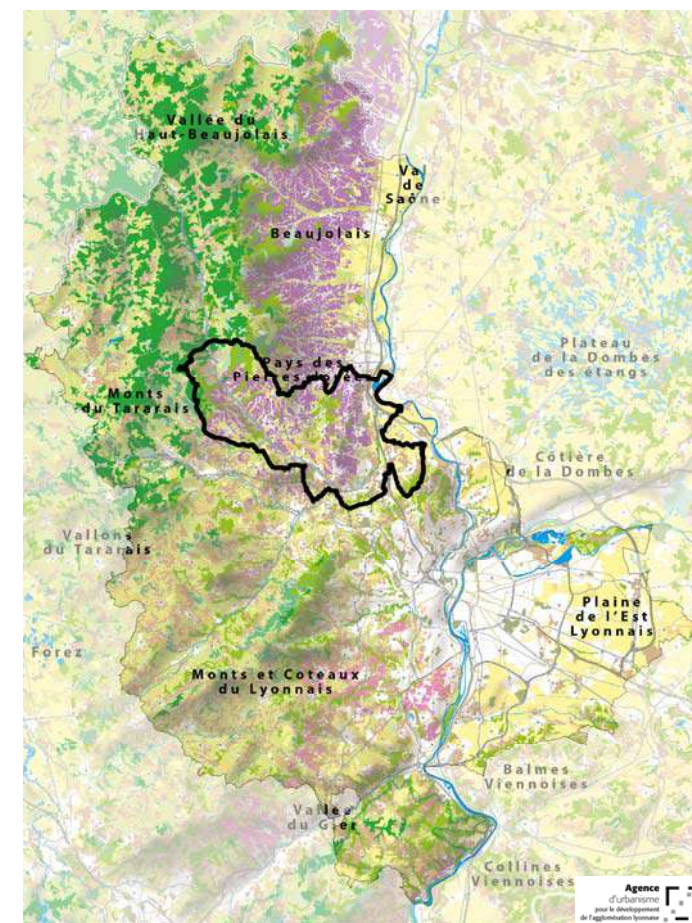 Vallée du
Haut-Beaujolais
Val
de
Saône
Beaujolais
Plateau
de la Dombes
des étangs
Pays des
Monts
du Tararais
Côtière
de la Dombes
Vallons
du Tararais
Plaine
de l'Est
Lyonnais
Forez
Monts et Coteaux
du Lyonnais
Balmes
Viennoises
Vallée
du Gier
Collines
Viennoises
Agence
d'urbanisme
pour le développement
de l'agglomération lyonnaise